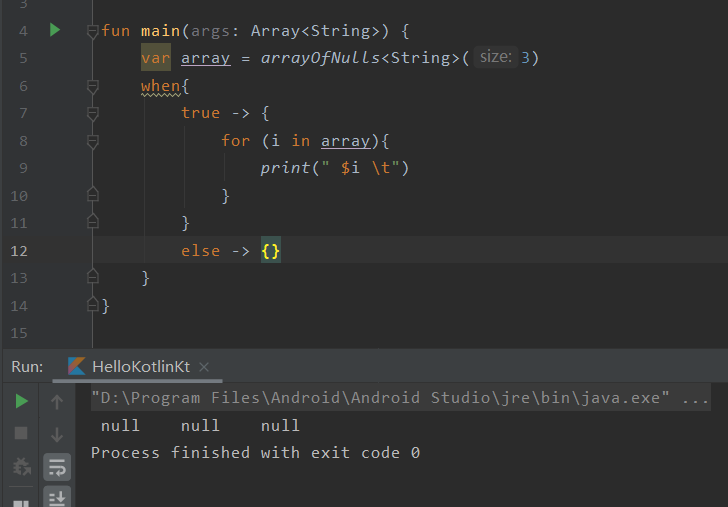 3
4 fun main(args: Array<String>) {
5 var array = arrayOfNulls<String>( size: 3)
6 when{
7 true -> {
8 for (i in array){
9 print(" $i \t")
10 }
11 }
12 else -> {}
13 }
14 }
15
Run: HelloKotlinKt ×
"D:\Program Files\Android\Android Studio\jre\bin\java.exe" ...
null null null
Process finished with exit code 0